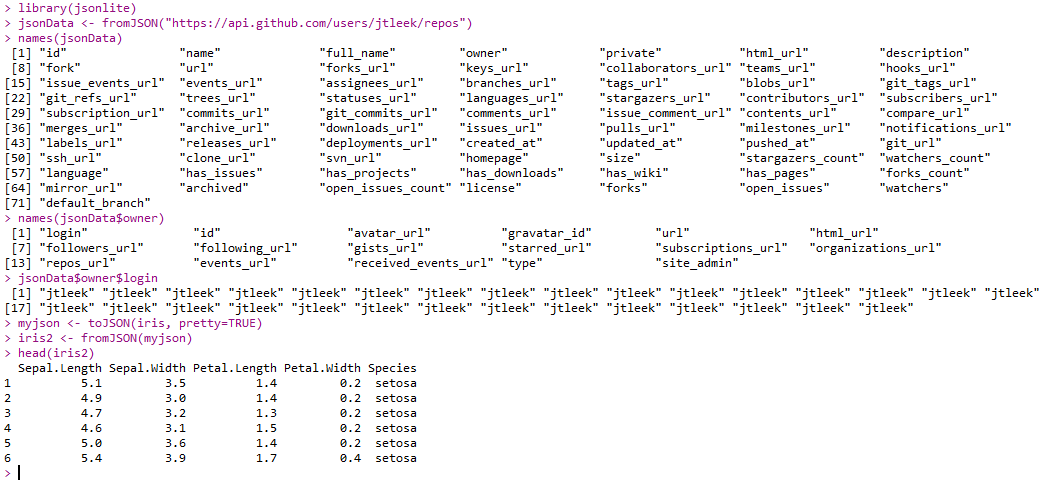 > library(jsonlite)
> jsonData <- fromJSON("https://api.github.com/users/jtleek/repos")
> names(jsonData)
[1] "id" "name" "full_name" "owner" "private" "html_url" "description"
[8] "fork" "url" "forks_url" "keys_url" "collaborators_url" "teams_url" "hooks_url"
[15] "issue_events_url" "events_url" "assignees_url" "branches_url" "tags_url" "blobs_url" "git_tags_url"
[22] "git_refs_url" "trees_url" "statuses_url" "languages_url" "stargazers_url" "contributors_url" "subscribers_url"
[29] "subscription_url" "commits_url" "git_commits_url" "comments_url" "issue_comment_url" "contents_url" "compare_url"
[36] "merges_url" "archive_url" "downloads_url" "issues_url" "pulls_url" "milestones_url" "notifications_url"
[43] "labels_url" "releases_url" "deployments_url" "created_at" "updated_at" "pushed_at" "git_url"
[50] "ssh_url" "clone_url" "svn_url" "homepage" "size" "stargazers_count" "watchers_count"
[57] "language" "has_issues" "has_projects" "has_downloads" "has_wiki" "has_pages" "forks_count"
[64] "mirror_url" "archived" "open_issues_count" "license" "forks" "open_issues" "watchers"
[71] "default_branch"
> names(jsonData$owner)
[1] "login" "id" "avatar_url" "gravatar_id" "url" "html_url"
[7] "followers_url" "following_url" "gists_url" "starred_url" "subscriptions_url" "organizations_url"
[13] "repos_url" "events_url" "received_events_url" "type" "site_admin"
> jsonData$owner$login
[1] "jtleek" "jtleek" "jtleek" "jtleek" "jtleek" "jtleek" "jtleek" "jtleek" "jtleek" "jtleek" "jtleek" "jtleek" "jtleek" "jtleek" "jtleek" "jtleek"
[17] "jtleek" "jtleek" "jtleek" "jtleek" "jtleek" "jtleek" "jtleek" "jtleek" "jtleek" "jtleek" "jtleek" "jtleek" "jtleek" "jtleek"
> myjson <- toJSON(iris, pretty=TRUE)
> iris2 <- fromJSON(myjson)
> head(iris2)
Sepal.Length Sepal.Width Petal.Length Petal.Width Species
1 5.1 3.5 1.4 0.2 setosa
2 4.9 3.0 1.4 0.2 setosa
3 4.7 3.2 1.3 0.2 setosa
4 4.6 3.1 1.5 0.2 setosa
5 5.0 3.6 1.4 0.2 setosa
6 5.4 3.9 1.7 0.4 setosa
>